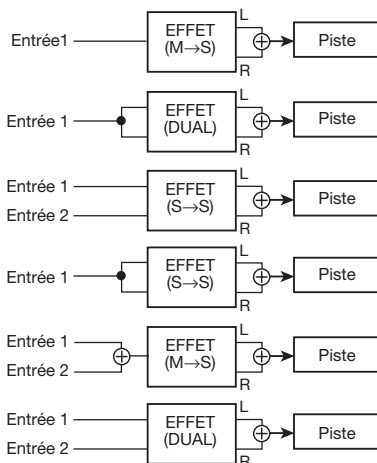 Entrée1
EFFET
(M→S)
L
R
Piste
Entrée 1
EFFET
(DUAL)
L
R
Piste
Entrée 1
Entrée 2
EFFET
(S→S)
L
R
Piste
Entrée 1
EFFET
(S→S)
L
R
Piste
Entrée 1
Entrée 2
EFFET
(M→S)
L
R
Piste
Entrée 1
Entrée 2
EFFET
(DUAL)
L
R
Piste